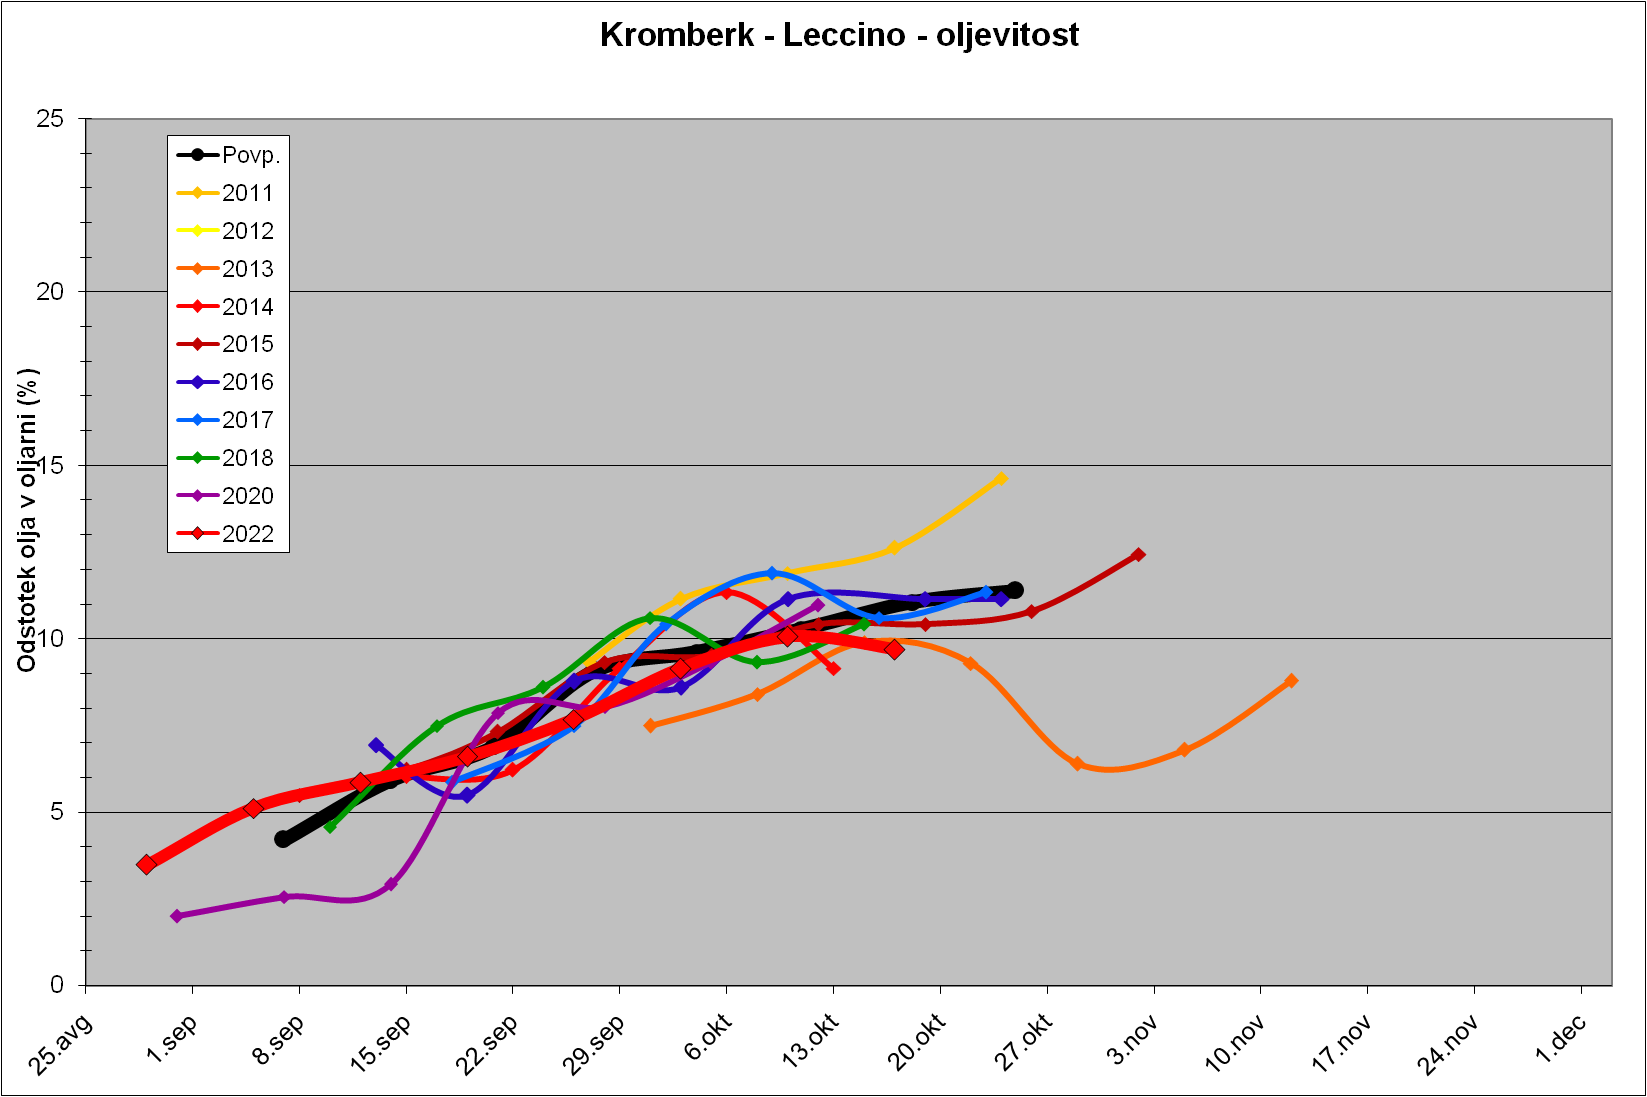 Kromberk - Leccino - oljevitost
Odstotek olja v oljarni (%)
25
20
15
10
5
0
Povp.
2011
2012
2013
2014
2015
2016
2017
2018
2020
2022
25.avg
1.sep
8.sep
15.sep
22.sep
29.sep
6.okt
13.okt
20.okt
27.okt
3.nov
10.nov
17.nov
24.nov
1.dec